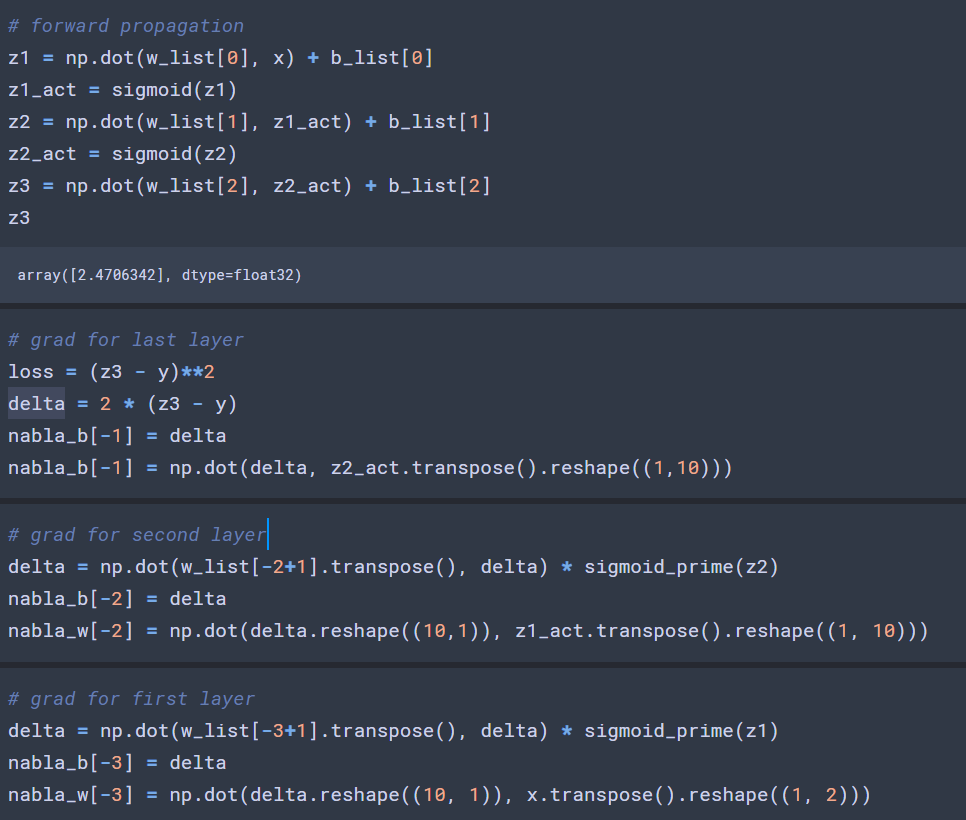 # forward propagation
z1 = np.dot(w_list[0], x) + b_list[0]
z1_act = sigmoid(z1)
z2 = np.dot(w_list[1], z1_act) + b_list[1]
z2_act = sigmoid(z2)
z3 = np.dot(w_list[2], z2_act) + b_list[2]
z3
array([2.4706342], dtype=float32)
# grad for last layer
loss = (z3 - y)**2
delta = 2 * (z3 - y)
nabla_b[-1] = delta
nabla_b[-1] = np.dot(delta, z2_act.transpose().reshape((1,10)))
# grad for second layer
delta = np.dot(w_list[-2+1].transpose(), delta) * sigmoid_prime(z2)
nabla_b[-2] = delta
nabla_w[-2] = np.dot(delta.reshape((10,1)), z1_act.transpose().reshape((1, 10)))
# grad for first layer
delta = np.dot(w_list[-3+1].transpose(), delta) * sigmoid_prime(z1)
nabla_b[-3] = delta
nabla_w[-3] = np.dot(delta.reshape((10, 1)), x.transpose().reshape((1, 2)))